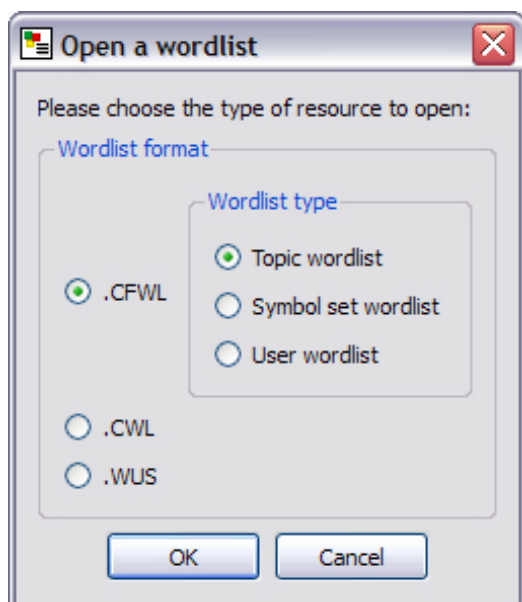 Open a wordlist
Please choose the type of resource to open:
Wordlist format
Wordlist type
Topic wordlist
.CFWL
Symbol set wordlist
User wordlist
.CWL
.WUS
OK Cancel